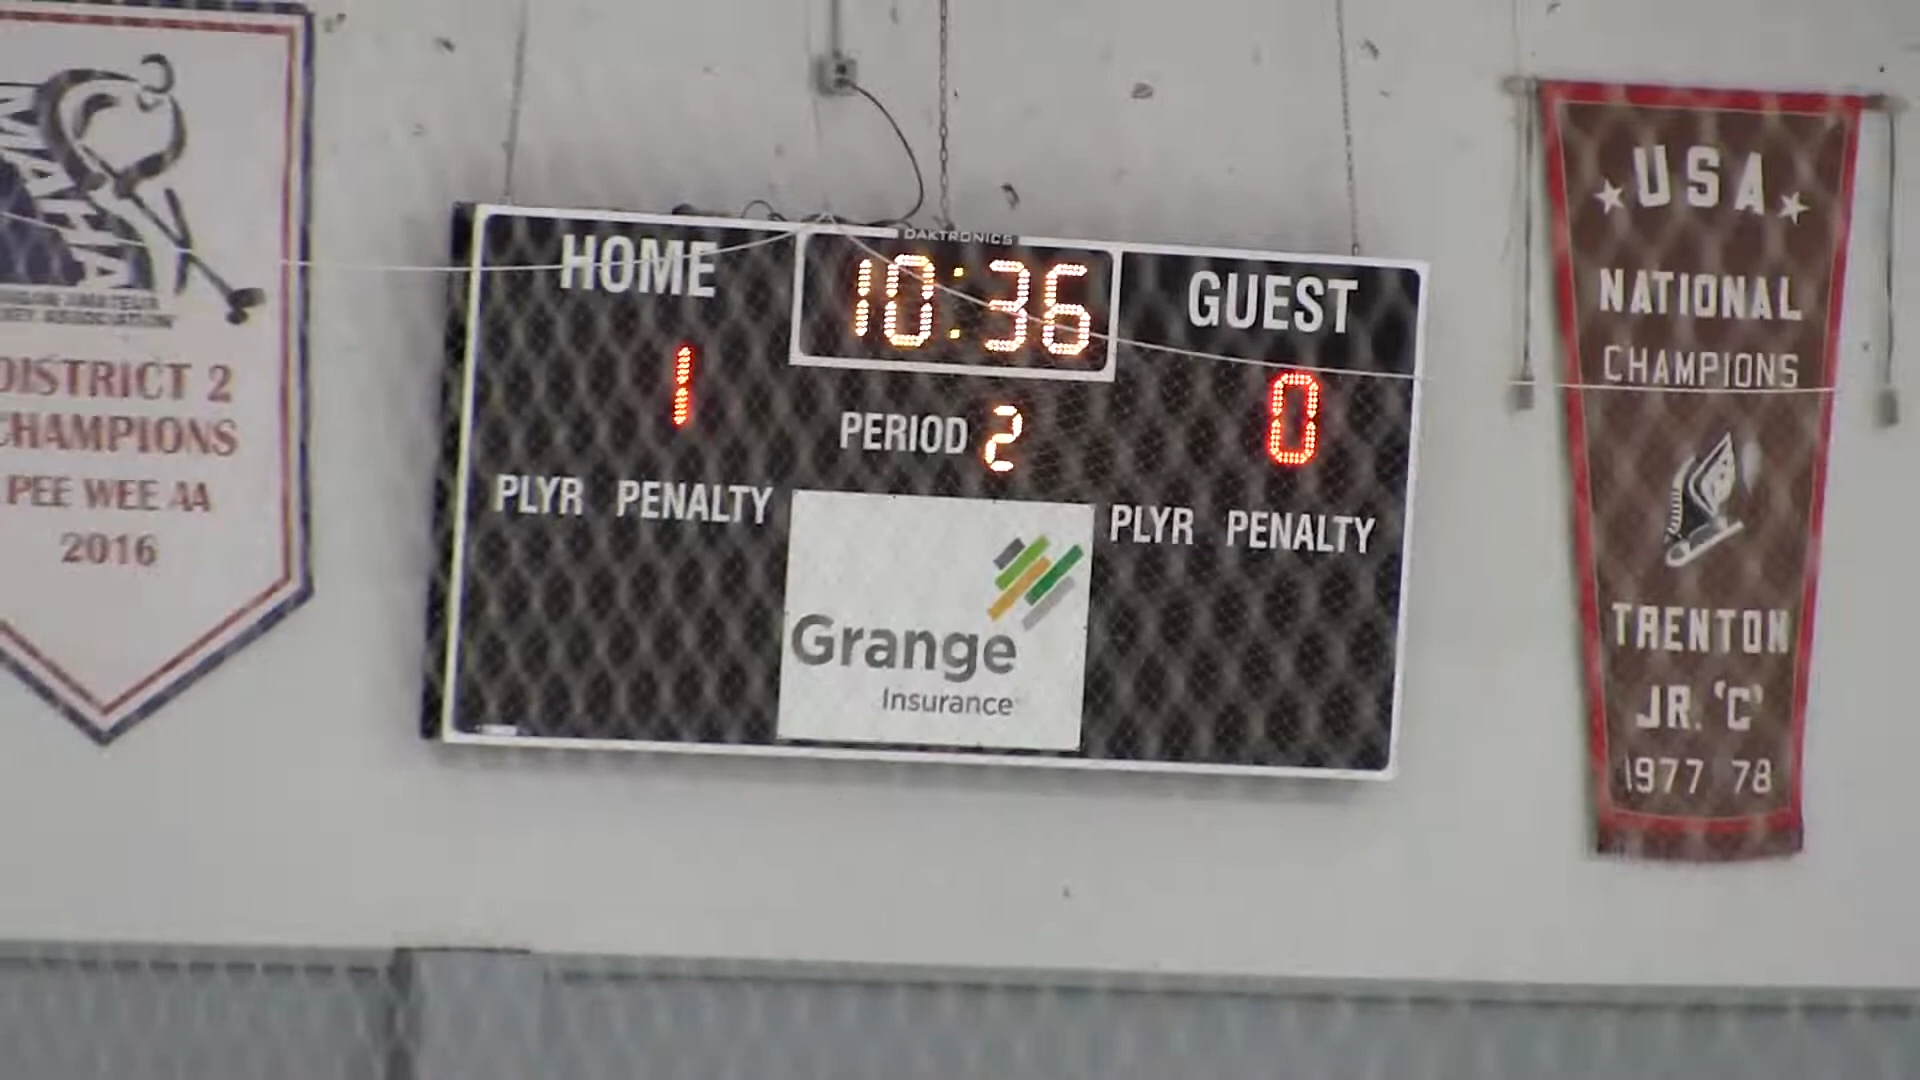 MAHA
DISTRICT 2
CHAMPIONS
PEE WEE AA
2016
DAKTRONICS
HOME
10:36
GUEST
1
PERIOD 2
0
PLYR PENALTY
PLYR PENALTY
Grange
Insurance
USA
NATIONAL
CHAMPIONS
TRENTON
JR. 'C'
1977 78